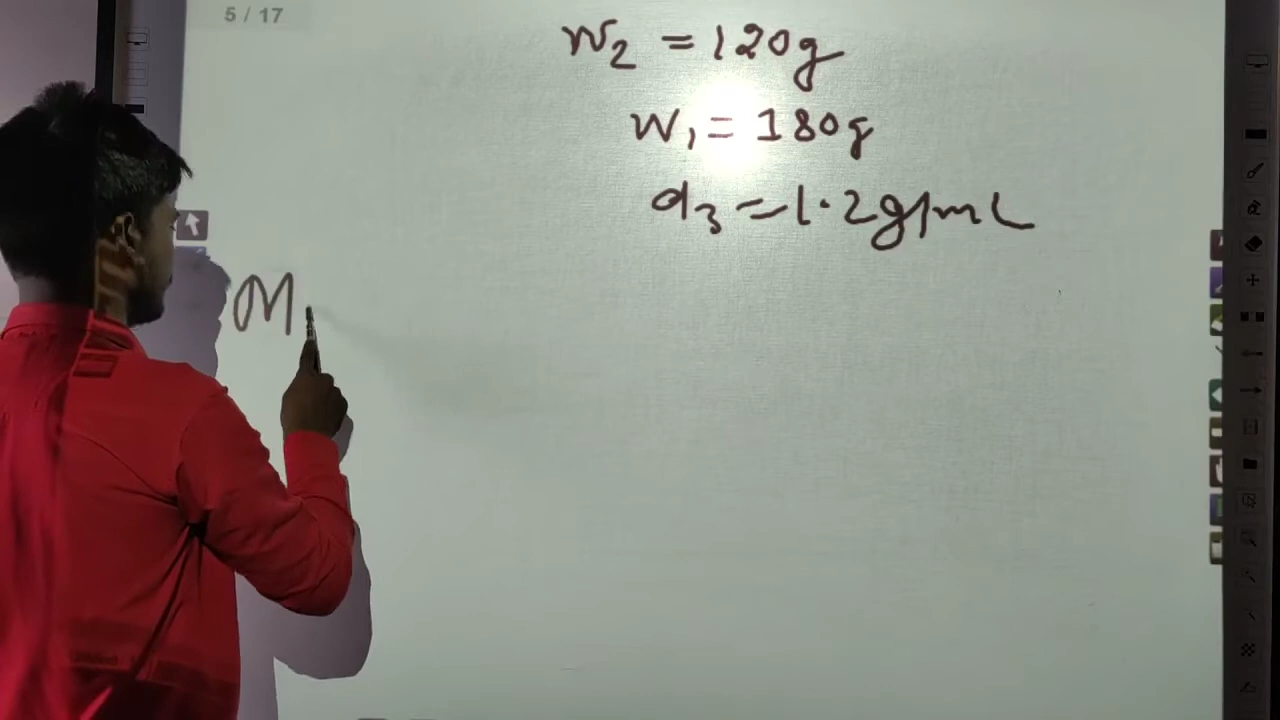 5 / 17
W₂ = 120g
W₁ = 180g
d₃ = 1.2g/mL
M